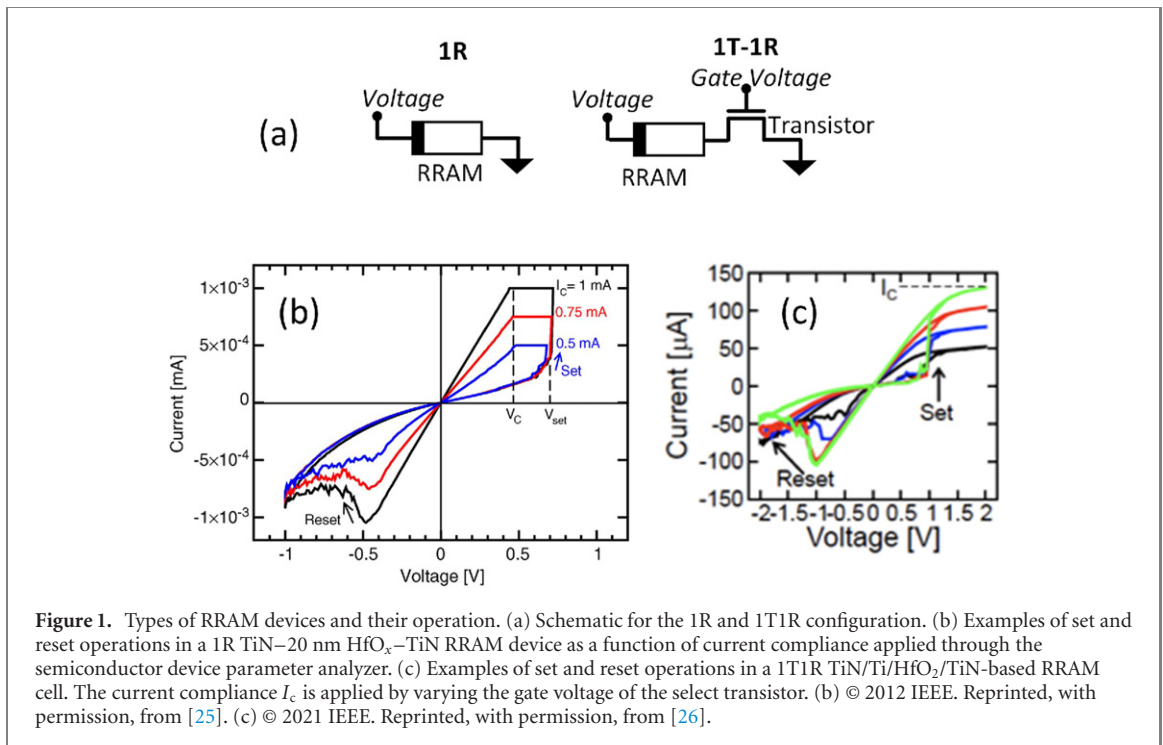 1R
1T-1R
Gate Voltage
Voltage
Voltage
Transistor
(a)
RRAM
RRAM
(b)
1×10⁻³
5×10⁻⁴
0
-5×10⁻⁴
-1×10⁻³
Current [mA]
I_C= 1 mA
0.75 mA
0.5 mA
Set
V_C
V_set
Reset
-1
-0.5
0
0.5
1
Voltage [V]
(c)
150
100
50
0
-50
-100
-150
Current [µA]
I_C
Set
Reset
-2
-1.5
-1
-0.5
0
0.5
1
1.5
2
Voltage [V]
Figure 1. Types of RRAM devices and their operation. (a) Schematic for the 1R and 1T1R configuration. (b) Examples of set and
reset operations in a 1R TiN–20 nm HfOₓ–TiN RRAM device as a function of current compliance applied through the
semiconductor device parameter analyzer. (c) Examples of set and reset operations in a 1T1R TiN/Ti/HfO₂/TiN-based RRAM
cell. The current compliance I_c is applied by varying the gate voltage of the select transistor. (b) © 2012 IEEE. Reprinted, with
permission, from [25]. (c) © 2021 IEEE. Reprinted, with permission, from [26].